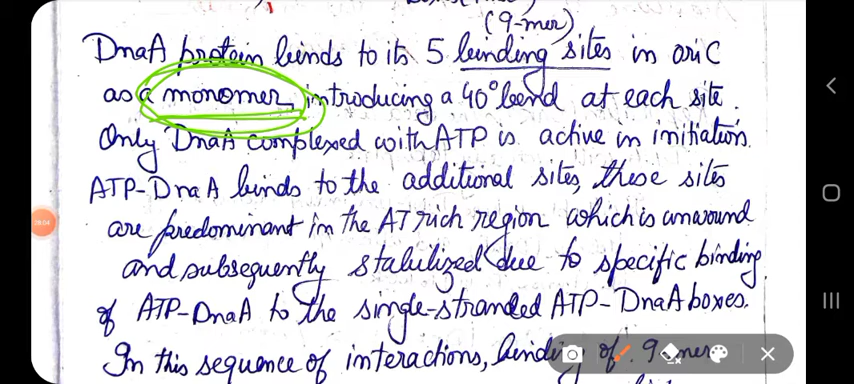 (9-mer)
DnaA protein binds to its 5 binding sites in oriC
as a monomer, introducing a 40° bend at each site.
Only DnaA complexed with ATP is active in initiation.
ATP-DnaA binds to the additional sites, these sites
are predominant in the AT rich region which is unwound
and subsequently stabilized due to specific binding
of ATP-DnaA to the single-stranded ATP-DnaA boxes.
In this sequence of interactions, binding of 9 mer